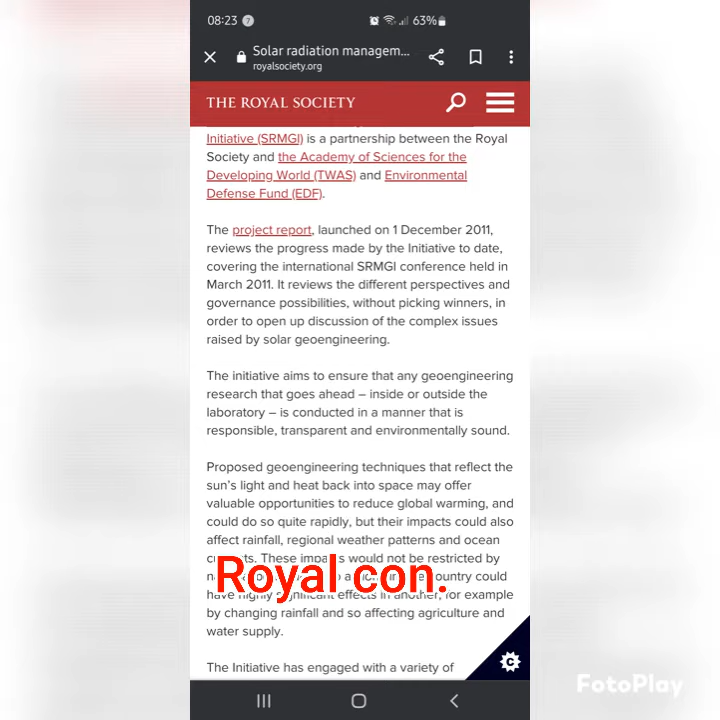 08:23 7 63%
Solar radiation managem...
royalsociety.org
THE ROYAL SOCIETY
Initiative (SRMGI) is a partnership between the Royal
Society and the Academy of Sciences for the
Developing World (TWAS) and Environmental
Defense Fund (EDF).
The project report, launched on 1 December 2011,
reviews the progress made by the Initiative to date,
covering the international SRMGI conference held in
March 2011. It reviews the different perspectives and
governance possibilities, without picking winners, in
order to open up discussion of the complex issues
raised by solar geoengineering.
The initiative aims to ensure that any geoengineering
research that goes ahead – inside or outside the
laboratory – is conducted in a manner that is
responsible, transparent and environmentally sound.
Proposed geoengineering techniques that reflect the
sun's light and heat back into space may offer
valuable opportunities to reduce global warming, and
could do so quite rapidly, but their impacts could also
affect rainfall, regional weather patterns and ocean
currents. These impacts would not be restricted by
Royal con.
country could
have highly significant effects in another, for example
by changing rainfall and so affecting agriculture and
water supply.
The Initiative has engaged with a variety of
C
FotoPlay